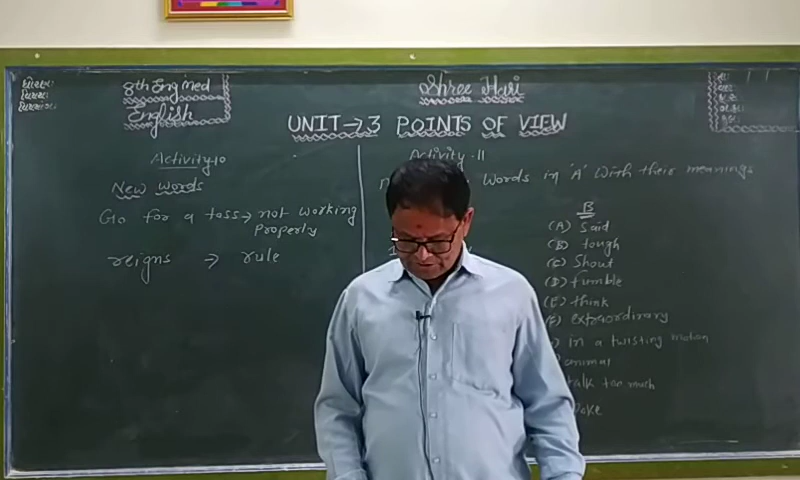 ધોરણ:
વિષય:
8th Eng med
English
Shree Hari
UNIT→3 POINTS OF VIEW
Activity 10
New words
Go for a toss → not working
Properly
reigns → rule
Activity 11
Words in 'A' with their meanings
B
(A) Said
(B) tough
(C) Shout
(D) fumble
(E) think
extraordinary
in a twisting motion
animal
talk too much